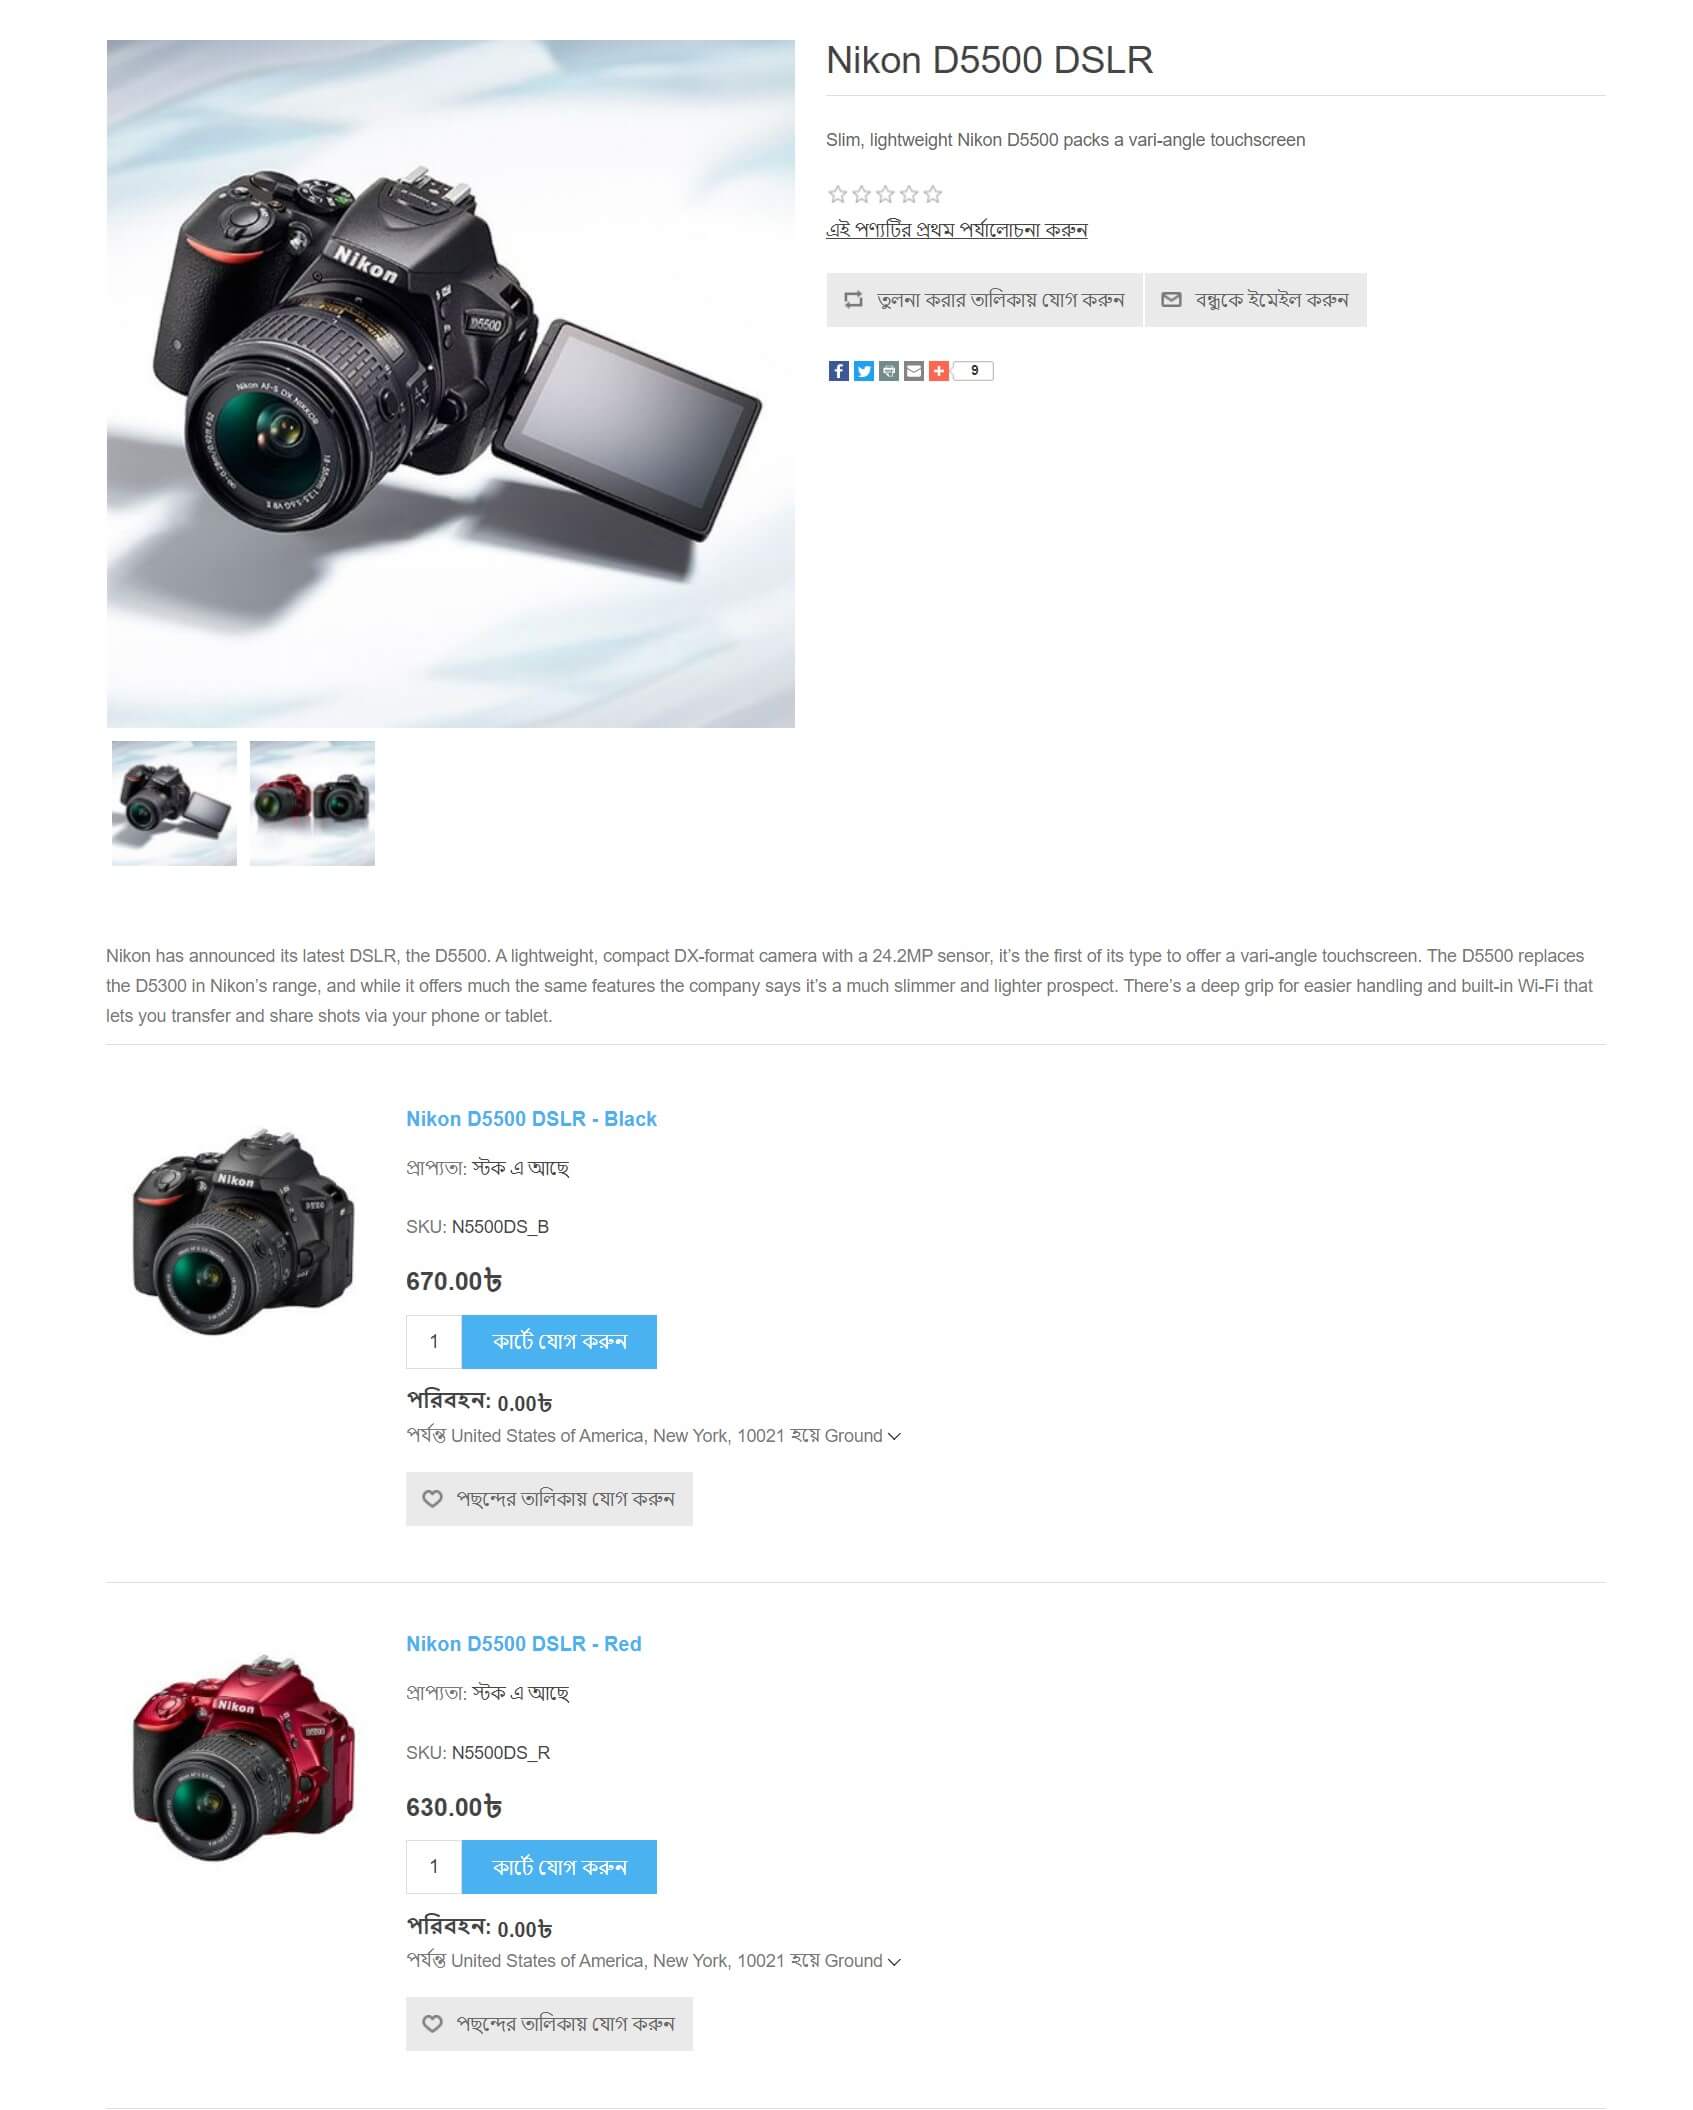 Nikon D5500 DSLR
Slim, lightweight Nikon D5500 packs a vari-angle touchscreen
এই পণ্যটির প্রথম পর্যালোচনা করুন
তুলনা করার তালিকায় যোগ করুন
বন্ধুকে ইমেইল করুন
9
Nikon
D5500
Nikon AF-S DX NIKKOR
Nikon has announced its latest DSLR, the D5500. A lightweight, compact DX-format camera with a 24.2MP sensor, it’s the first of its type to offer a vari-angle touchscreen. The D5500 replaces
the D5300 in Nikon’s range, and while it offers much the same features the company says it’s a much slimmer and lighter prospect. There’s a deep grip for easier handling and built-in Wi-Fi that
lets you transfer and share shots via your phone or tablet.
Nikon
Nikon D5500 DSLR - Black
প্রাপ্যতা: স্টক এ আছে
SKU: N5500DS_B
670.00৳
1 কার্টে যোগ করুন
পরিবহন: 0.00৳
পর্যন্ত United States of America, New York, 10021 হয়ে Ground
পছন্দের তালিকায় যোগ করুন
Nikon
Nikon D5500 DSLR - Red
প্রাপ্যতা: স্টক এ আছে
SKU: N5500DS_R
630.00৳
1 কার্টে যোগ করুন
পরিবহন: 0.00৳
পর্যন্ত United States of America, New York, 10021 হয়ে Ground
পছন্দের তালিকায় যোগ করুন